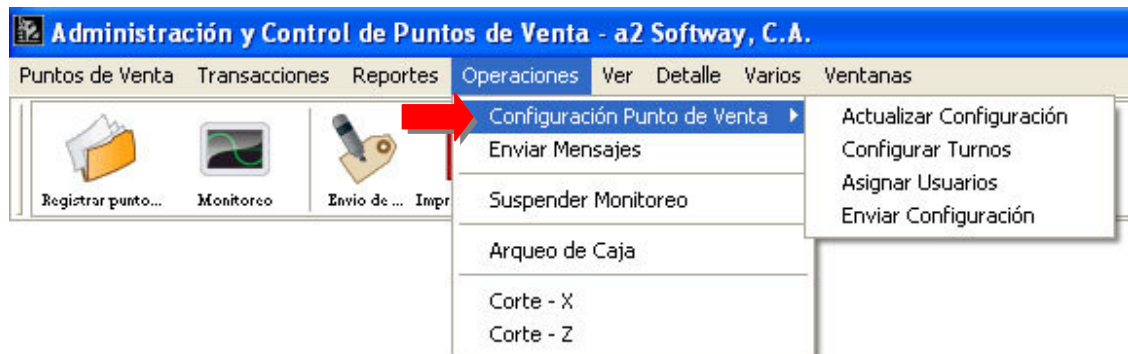 Administración y Control de Puntos de Venta - a2 Softway, C.A.
Puntos de Venta Transacciones Reportes Operaciones Ver Detalle Varios Ventanas
Registrar punto... Monitoreo Envio de ... Impr
Configuración Punto de Venta
Enviar Mensajes
Suspender Monitoreo
Arqueo de Caja
Corte - X
Corte - Z
Actualizar Configuración
Configurar Turnos
Asignar Usuarios
Enviar Configuración